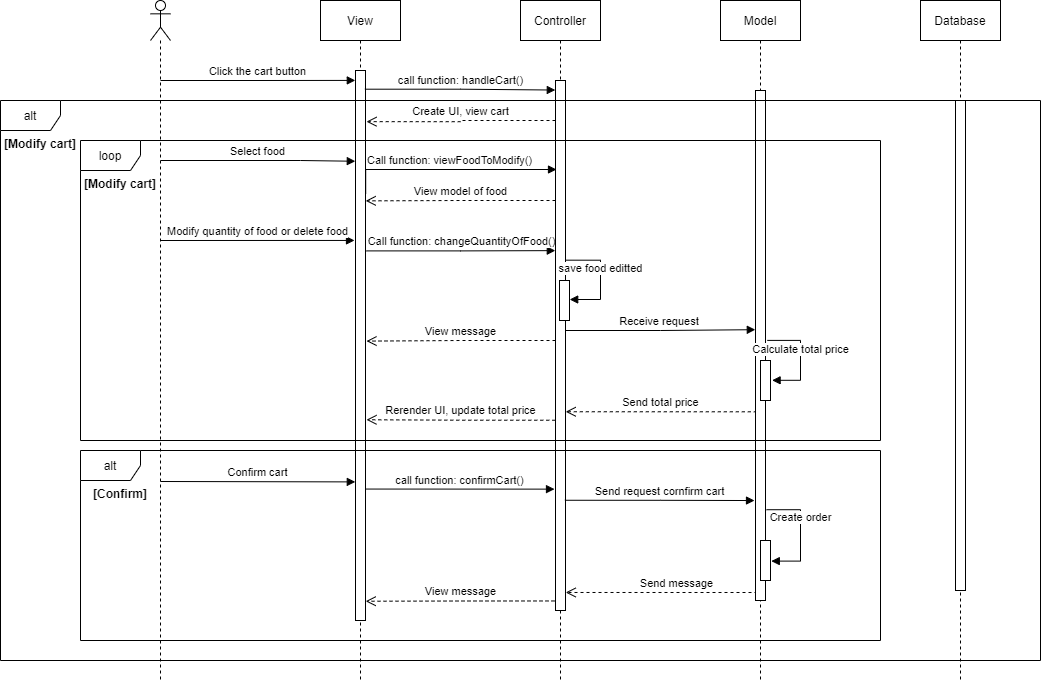 View
Controller
Model
Database
Click the cart button
call function: handleCart()
alt
[Modify cart]
Create UI, view cart
loop
[Modify cart]
Select food
Call function: viewFoodToModify()
View model of food
Modify quantity of food or delete food
Call function: changeQuantityOfFood()
save food editted
Receive request
View message
Calculate total price
Send total price
Rerender UI, update total price
alt
[Confirm]
Confirm cart
call function: confirmCart()
Send request cornfirm cart
Create order
Send message
View message